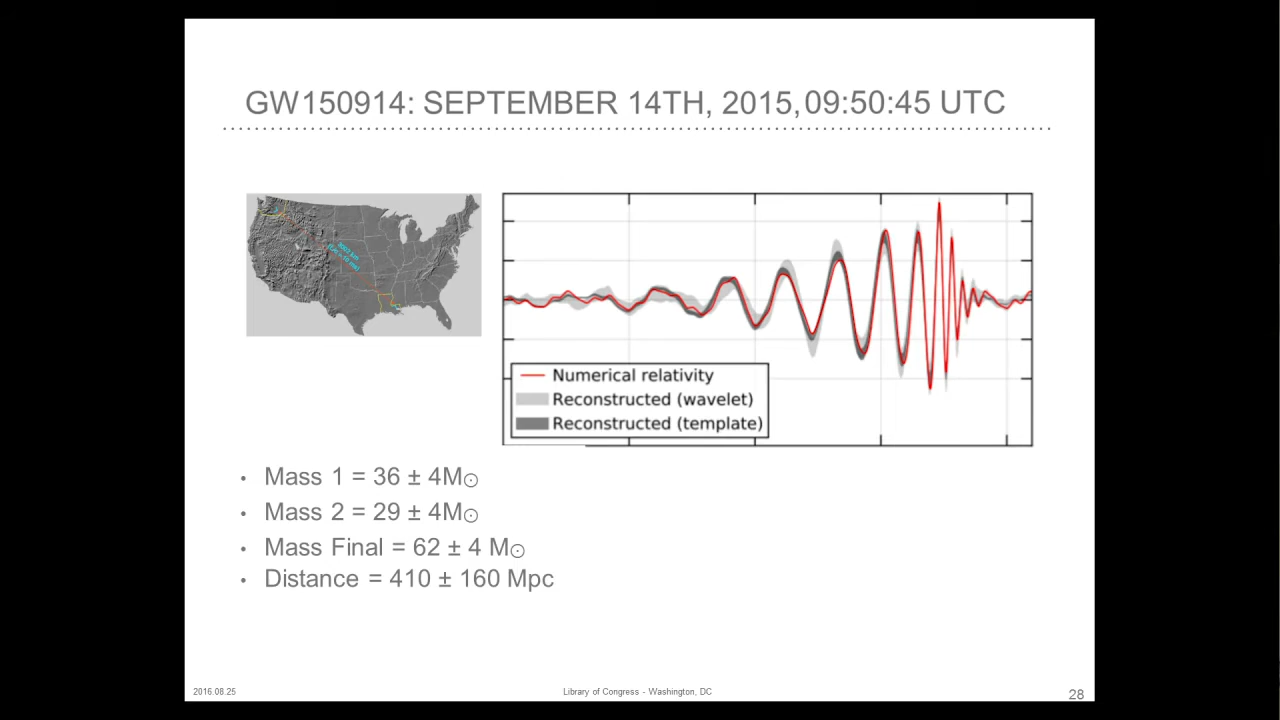 GW150914: SEPTEMBER 14TH, 2015,09:50:45 UTC
Numerical relativity
Reconstructed (wavelet)
Reconstructed (template)
• Mass 1 = 36 ± 4M☉
• Mass 2 = 29 ± 4M☉
• Mass Final = 62 ± 4 M☉
• Distance = 410 ± 160 Mpc
2016.08.25
Library of Congress - Washington, DC
28